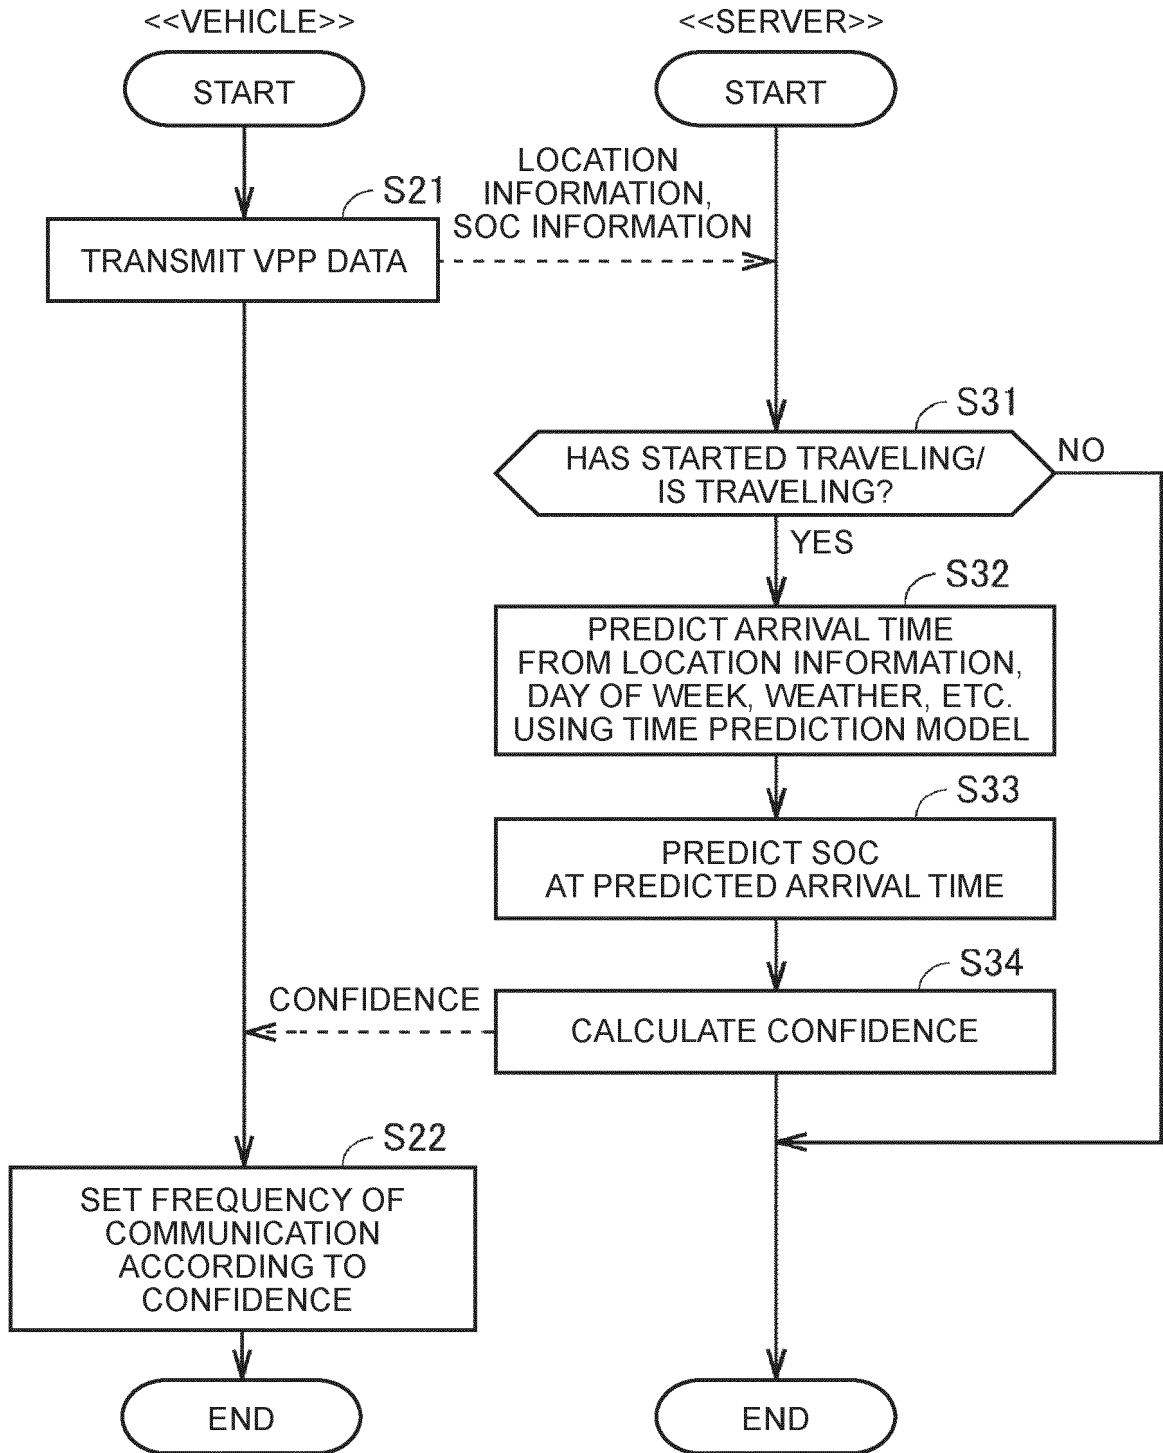 <<VEHICLE>>
<<SERVER>>
START
START
LOCATION
INFORMATION,
SOC INFORMATION
S21
TRANSMIT VPP DATA
S31
HAS STARTED TRAVELING/
IS TRAVELING?
NO
YES
S32
PREDICT ARRIVAL TIME
FROM LOCATION INFORMATION,
DAY OF WEEK, WEATHER, ETC.
USING TIME PREDICTION MODEL
S33
PREDICT SOC
AT PREDICTED ARRIVAL TIME
S34
CONFIDENCE
CALCULATE CONFIDENCE
S22
SET FREQUENCY OF
COMMUNICATION
ACCORDING TO
CONFIDENCE
END
END